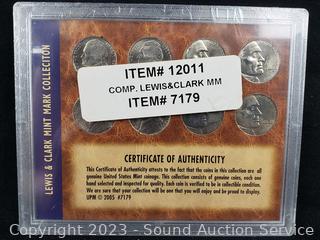 LEWIS & CLARK MINT MARK COLLECTION
ITEM# 12011
COMP. LEWIS&CLARK MM
ITEM# 7179
CERTIFICATE OF AUTHENTICITY
This Certificate of Authenticity attests to the fact that the coins in this collection are all
genuine United States Mint coinage. This collection consists of genuine coins, each one
hand selected and inspected for quality. Each coin is verified to be in collectible condition.
We are sure that your collection will be one that you will enjoy and be proud to display.
UPM © 2005 #7179
Copyright 2023 - Sound Auction Service